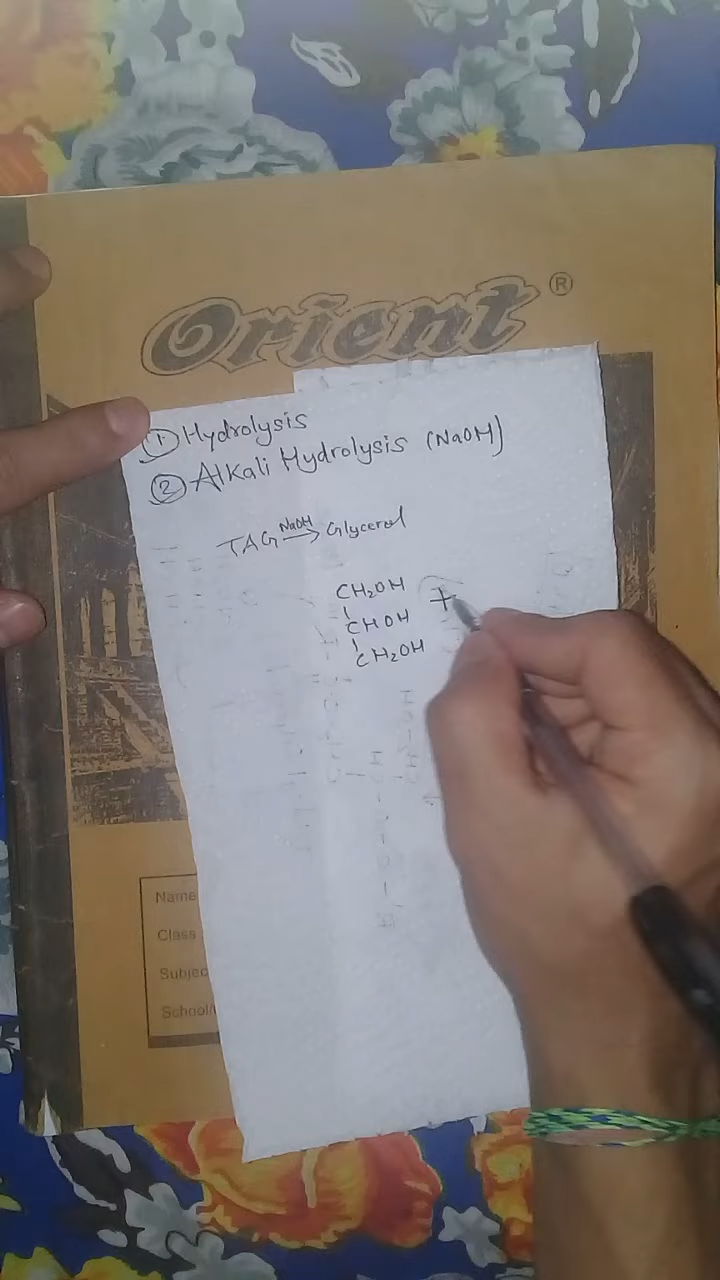 Orient ®
① Hydrolysis
② Alkali Hydrolysis (NaOH)
TAG NaOH → Glycerol
CH₂OH +
CHOH
CH₂OH
Name
Class
Subjec
School/